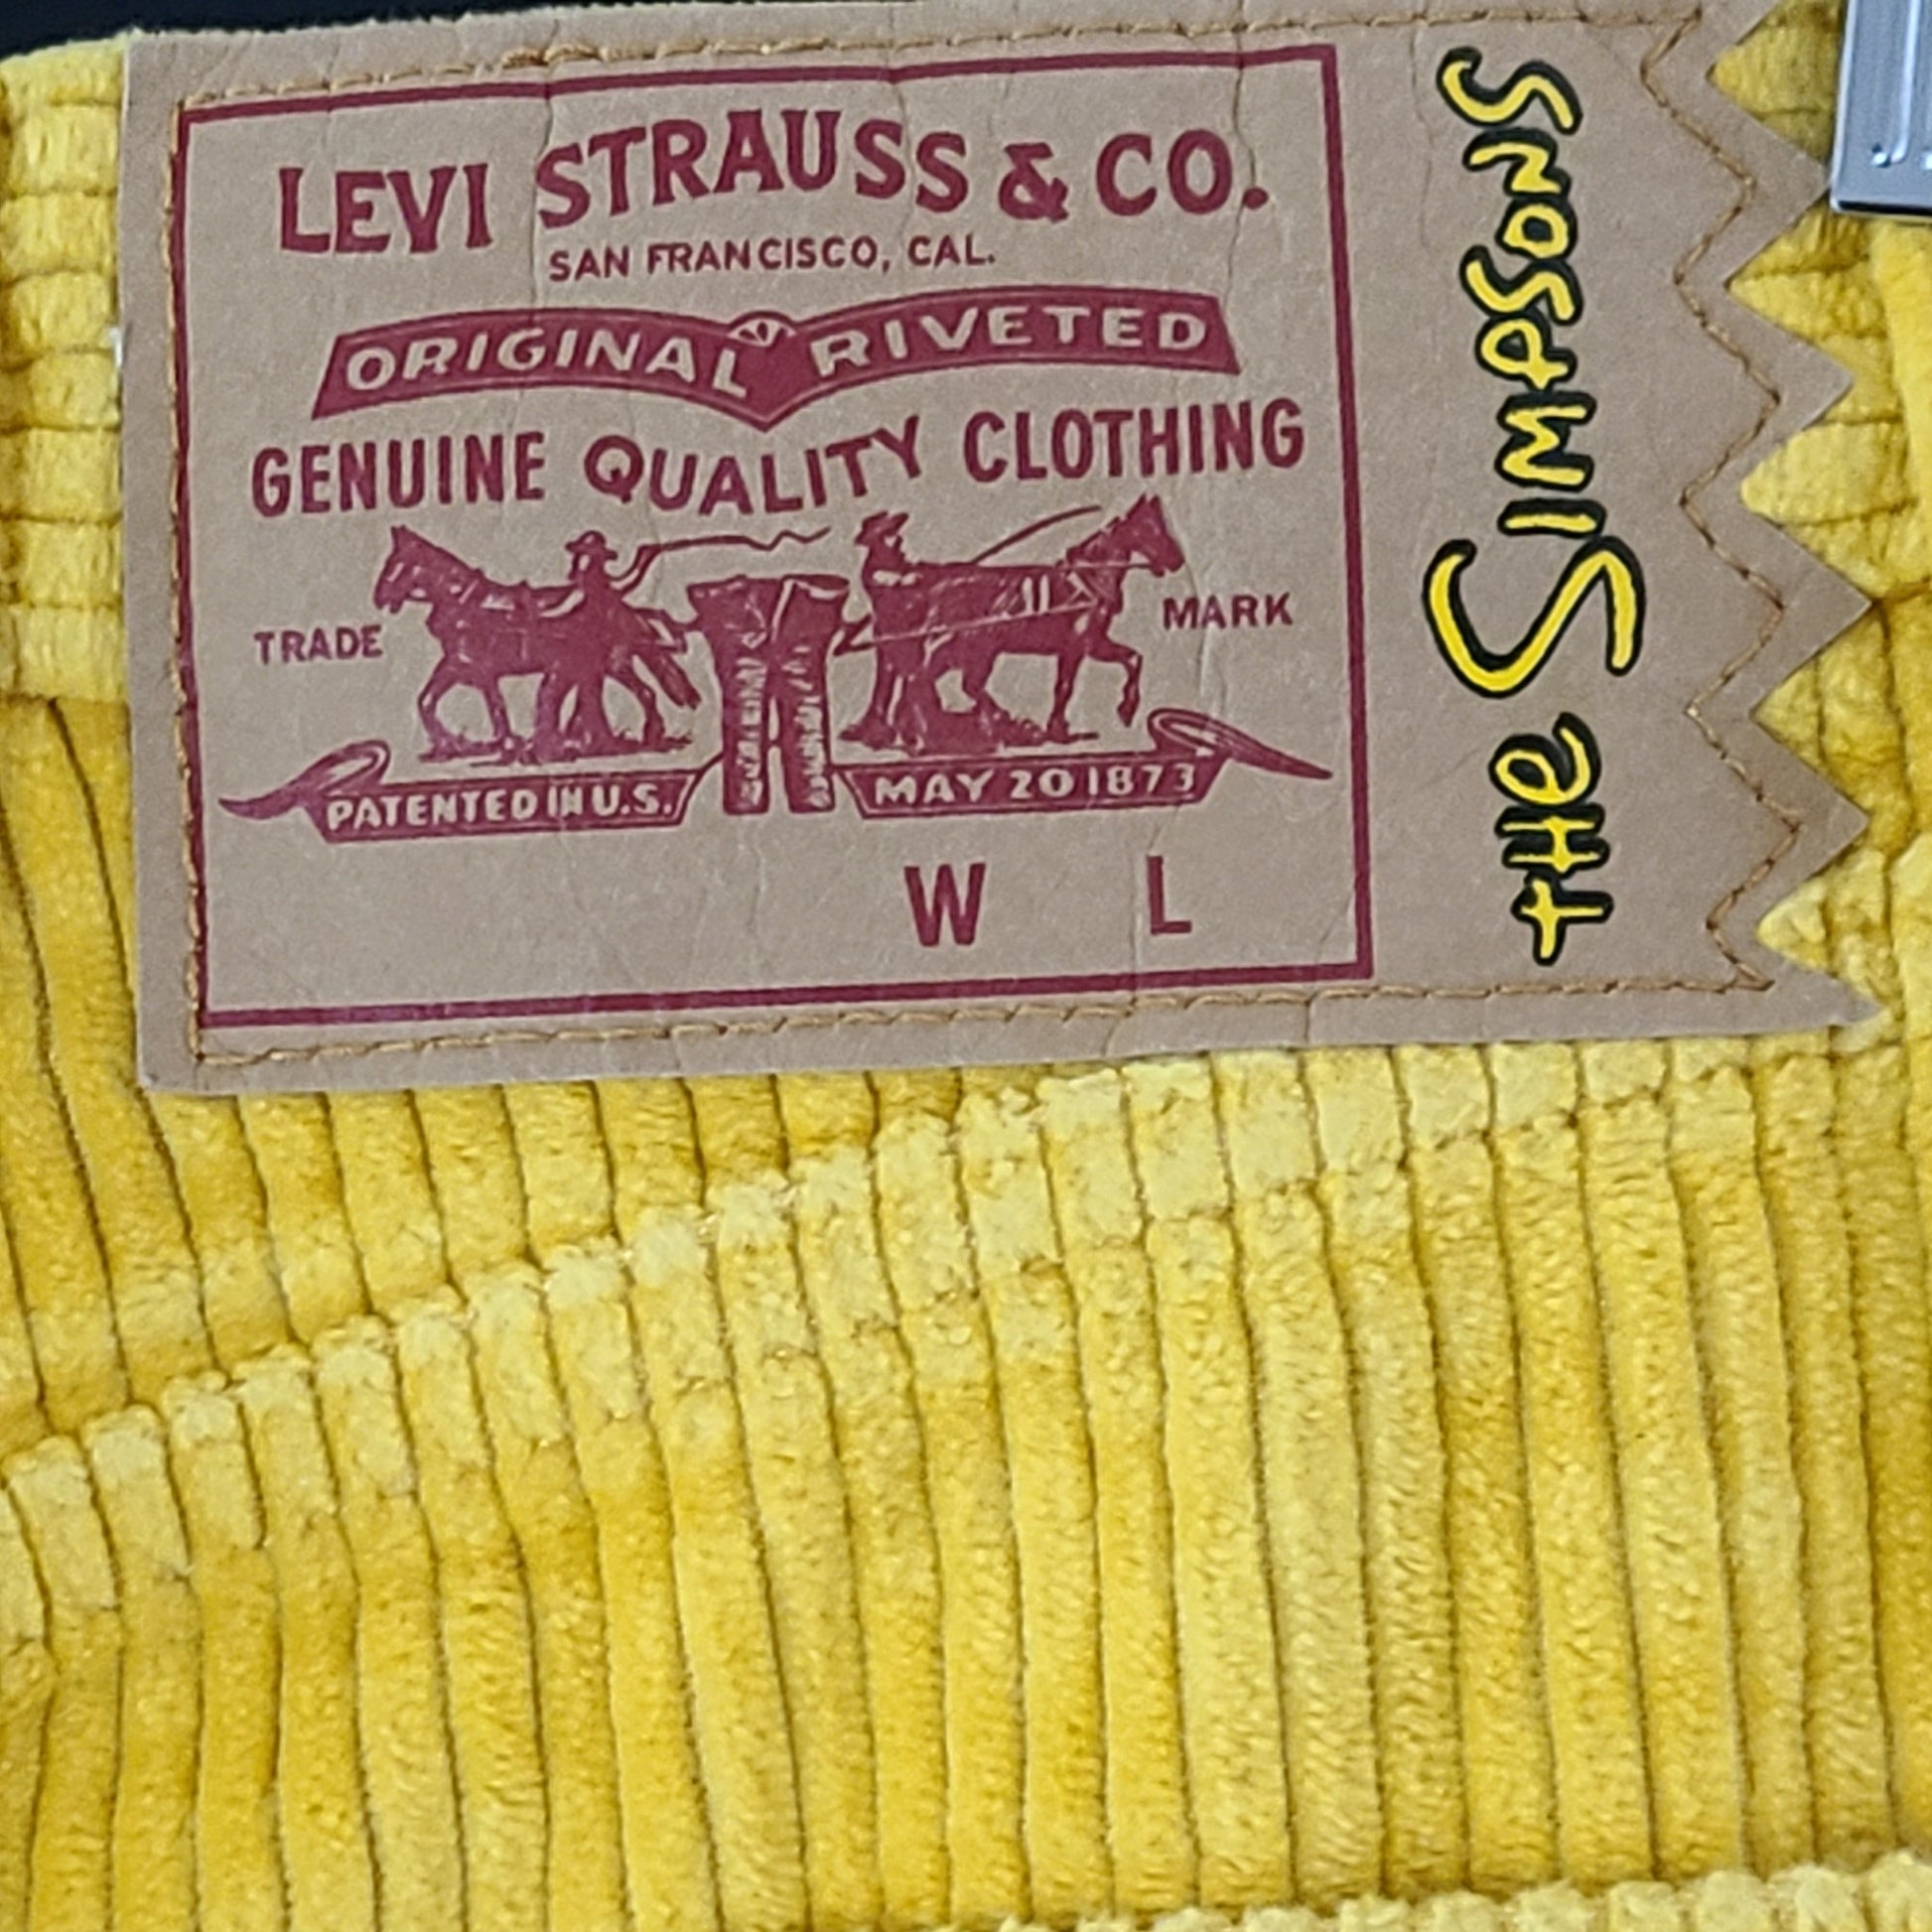 LEVI STRAUSS & CO.
SAN FRANCISCO, CAL.
ORIGINAL RIVETED
GENUINE QUALITY CLOTHING
TRADE MARK
PATENTED IN U.S. MAY 20 1873
W L
THE SIMPSONS